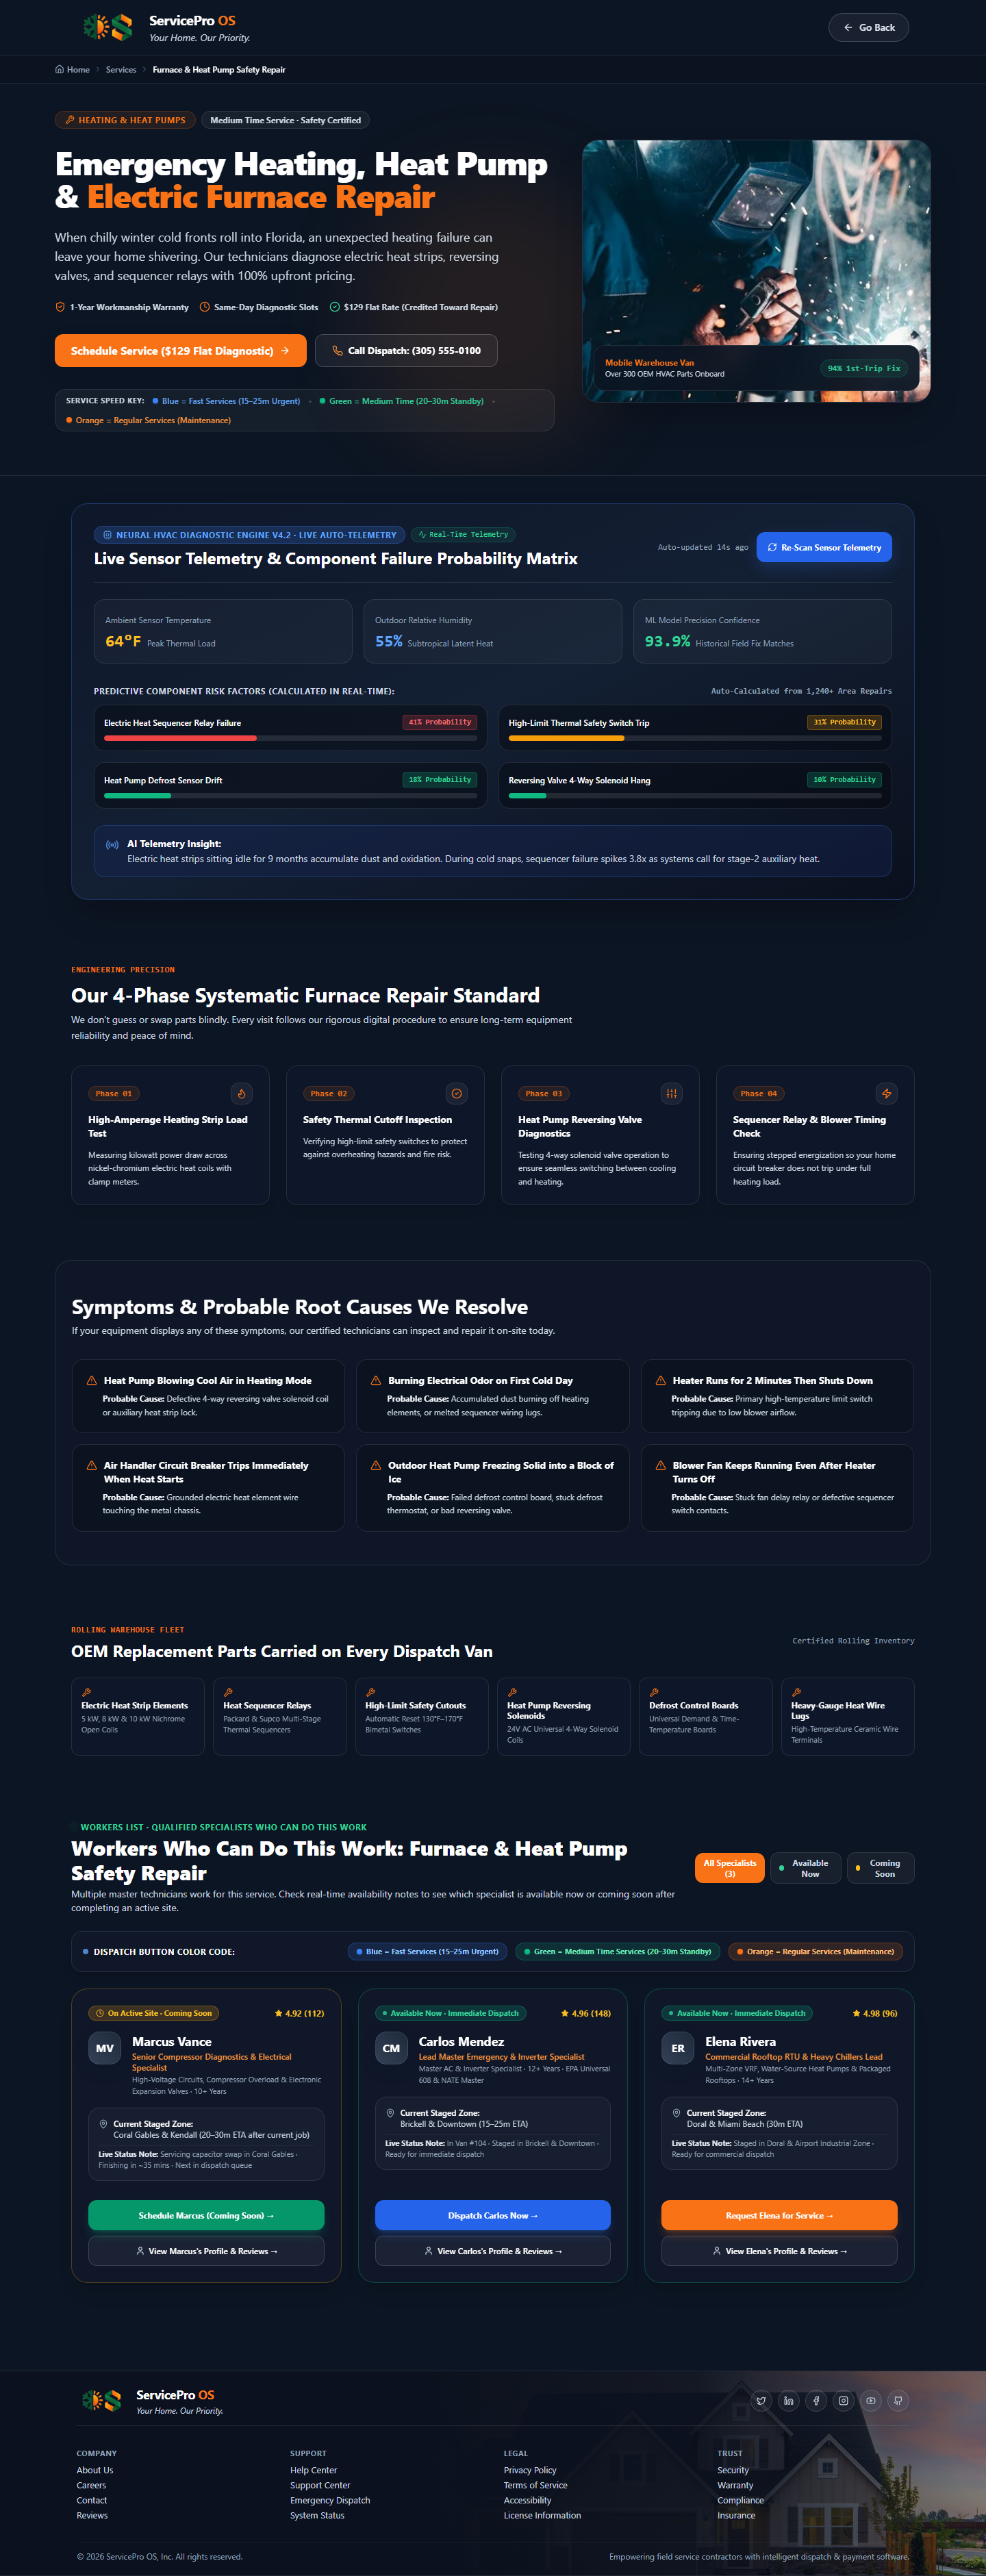 ServicePro OS
Your Home. Our Priority.
Go Back
Home
Services
Furnace & Heat Pump Safety Repair
HEATING & HEAT PUMPS
Medium Time Service · Safety Certified
Emergency Heating, Heat Pump
& Electric Furnace Repair
When chilly winter cold fronts roll into Florida, an unexpected heating failure can
leave your home shivering. Our technicians diagnose electric heat strips, reversing
valves, and sequencer relays with 100% upfront pricing.
1-Year Workmanship Warranty
Same-Day Diagnostic Slots
$129 Flat Rate (Credited Toward Repair)
Schedule Service ($129 Flat Diagnostic) →
Call Dispatch: (305) 555-0100
SERVICE SPEED KEY:
Blue = Fast Services (15–25m Urgent)
•
Green = Medium Time (20–30m Standby)
•
Orange = Regular Services (Maintenance)
Mobile Warehouse Van
Over 300 OEM HVAC Parts Onboard
94% 1st-Trip Fix
NEURAL HVAC DIAGNOSTIC ENGINE V4.2 · LIVE AUTO-TELEMETRY
Real-Time Telemetry
Live Sensor Telemetry & Component Failure Probability Matrix
Auto-updated 14s ago
Re-Scan Sensor Telemetry
Ambient Sensor Temperature
64°F Peak Thermal Load
Outdoor Relative Humidity
55% Subtropical Latent Heat
ML Model Precision Confidence
93.9% Historical Field Fix Matches
PREDICTIVE COMPONENT RISK FACTORS (CALCULATED IN REAL-TIME):
Auto-Calculated from 1,240+ Area Repairs
Electric Heat Sequencer Relay Failure
41% Probability
High-Limit Thermal Safety Switch Trip
31% Probability
Heat Pump Defrost Sensor Drift
18% Probability
Reversing Valve 4-Way Solenoid Hang
10% Probability
AI Telemetry Insight:
Electric heat strips sitting idle for 9 months accumulate dust and oxidation. During cold snaps, sequencer failure spikes 3.8x as systems call for stage-2 auxiliary heat.
ENGINEERING PRECISION
Our 4-Phase Systematic Furnace Repair Standard
We don't guess or swap parts blindly. Every visit follows our rigorous digital procedure to ensure long-term equipment
reliability and peace of mind.
Phase 01
High-Amperage Heating Strip Load
Test
Measuring kilowatt power draw across
nickel-chromium electric heat coils with
clamp meters.
Phase 02
Safety Thermal Cutoff Inspection
Verifying high-limit safety switches to protect
against overheating hazards and fire risk.
Phase 03
Heat Pump Reversing Valve
Diagnostics
Testing 4-way solenoid valve operation to
ensure seamless switching between cooling
and heating.
Phase 04
Sequencer Relay & Blower Timing
Check
Ensuring stepped energization so your home
circuit breaker does not trip under full
heating load.
Symptoms & Probable Root Causes We Resolve
If your equipment displays any of these symptoms, our certified technicians can inspect and repair it on-site today.
Heat Pump Blowing Cool Air in Heating Mode
Probable Cause: Defective 4-way reversing valve solenoid coil
or auxiliary heat strip lock.
Burning Electrical Odor on First Cold Day
Probable Cause: Accumulated dust burning off heating
elements, or melted sequencer wiring lugs.
Heater Runs for 2 Minutes Then Shuts Down
Probable Cause: Primary high-temperature limit switch
tripping due to low blower airflow.
Air Handler Circuit Breaker Trips Immediately
When Heat Starts
Probable Cause: Grounded electric heat element wire
touching the metal chassis.
Outdoor Heat Pump Freezing Solid into a Block of
Ice
Probable Cause: Failed defrost control board, stuck defrost
thermostat, or bad reversing valve.
Blower Fan Keeps Running Even After Heater
Turns Off
Probable Cause: Stuck fan delay relay or defective sequencer
switch contacts.
ROLLING WAREHOUSE FLEET
OEM Replacement Parts Carried on Every Dispatch Van
Certified Rolling Inventory
Electric Heat Strip Elements
5 kW, 8 kW & 10 kW Nichrome
Open Coils
Heat Sequencer Relays
Packard & Supco Multi-Stage
Thermal Sequencers
High-Limit Safety Cutouts
Automatic Reset 130°F–170°F
Bimetal Switches
Heat Pump Reversing
Solenoids
24V AC Universal 4-Way Solenoid
Coils
Defrost Control Boards
Universal Demand & Time-
Temperature Boards
Heavy-Gauge Heat Wire
Lugs
High-Temperature Ceramic Wire
Terminals
WORKERS LIST · QUALIFIED SPECIALISTS WHO CAN DO THIS WORK
Workers Who Can Do This Work: Furnace & Heat Pump
Safety Repair
Multiple master technicians work for this service. Check real-time availability notes to see which specialist is available now or coming soon after
completing an active site.
All Specialists
(3)
Available
Now
Coming
Soon
DISPATCH BUTTON COLOR CODE:
Blue = Fast Services (15–25m Urgent)
Green = Medium Time Services (20–30m Standby)
Orange = Regular Services (Maintenance)
On Active Site · Coming Soon
★ 4.92 (112)
MV
Marcus Vance
Senior Compressor Diagnostics & Electrical
Specialist
High-Voltage Circuits, Compressor Overload & Electronic
Expansion Valves · 10+ Years
Current Staged Zone:
Coral Gables & Kendall (20–30m ETA after current job)
Live Status Note: Servicing capacitor swap in Coral Gables ·
Finishing in ~35 mins · Next in dispatch queue
Schedule Marcus (Coming Soon) →
View Marcus's Profile & Reviews →
Available Now · Immediate Dispatch
★ 4.96 (148)
CM
Carlos Mendez
Lead Master Emergency & Inverter Specialist
Master AC & Inverter Specialist · 12+ Years · EPA Universal
608 & NATE Master
Current Staged Zone:
Brickell & Downtown (15–25m ETA)
Live Status Note: In Van #104 · Staged in Brickell & Downtown ·
Ready for immediate dispatch
Dispatch Carlos Now →
View Carlos's Profile & Reviews →
Available Now · Immediate Dispatch
★ 4.98 (96)
ER
Elena Rivera
Commercial Rooftop RTU & Heavy Chillers Lead
Multi-Zone VRF, Water-Source Heat Pumps & Packaged
Rooftops · 14+ Years
Current Staged Zone:
Doral & Miami Beach (30m ETA)
Live Status Note: Staged in Doral & Airport Industrial Zone ·
Ready for commercial dispatch
Request Elena for Service →
View Elena's Profile & Reviews →
ServicePro OS
Your Home. Our Priority.
COMPANY
About Us
Careers
Contact
Reviews
SUPPORT
Help Center
Support Center
Emergency Dispatch
System Status
LEGAL
Privacy Policy
Terms of Service
Accessibility
License Information
TRUST
Security
Warranty
Compliance
Insurance
© 2026 ServicePro OS, Inc. All rights reserved.
Empowering field service contractors with intelligent dispatch & payment software.